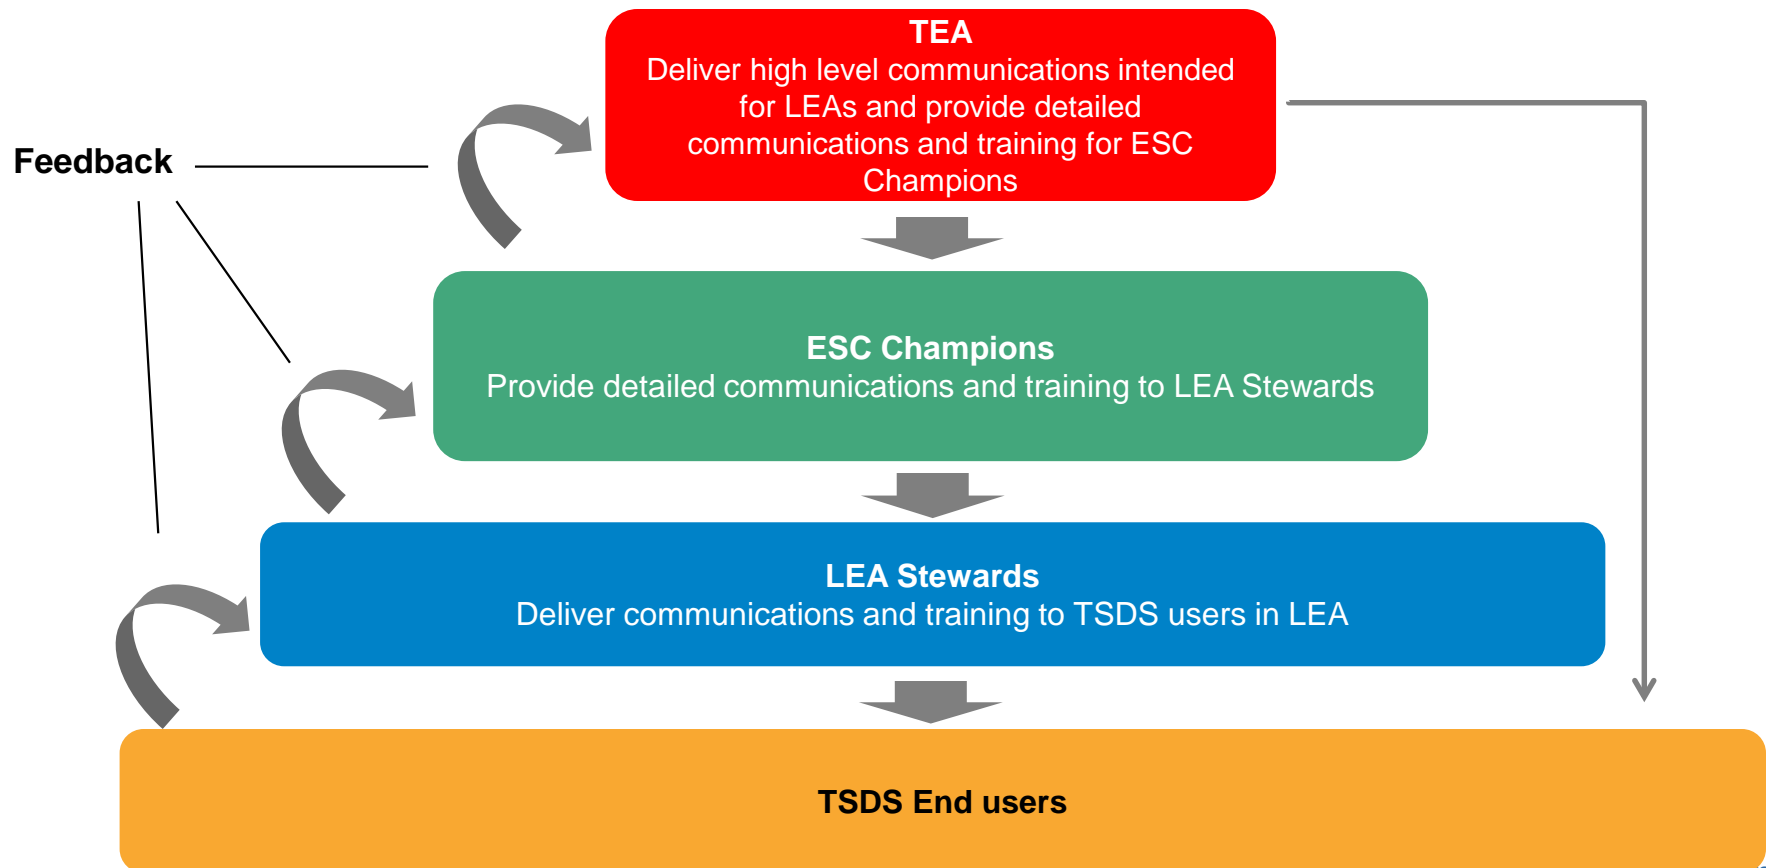 TEA
Deliver high level communications intended
for LEAs and provide detailed
communications and training for ESC
Champions
Feedback
ESC Champions
Provide detailed communications and training to LEA Stewards
LEA Stewards
Deliver communications and training to TSDS users in LEA
TSDS End users